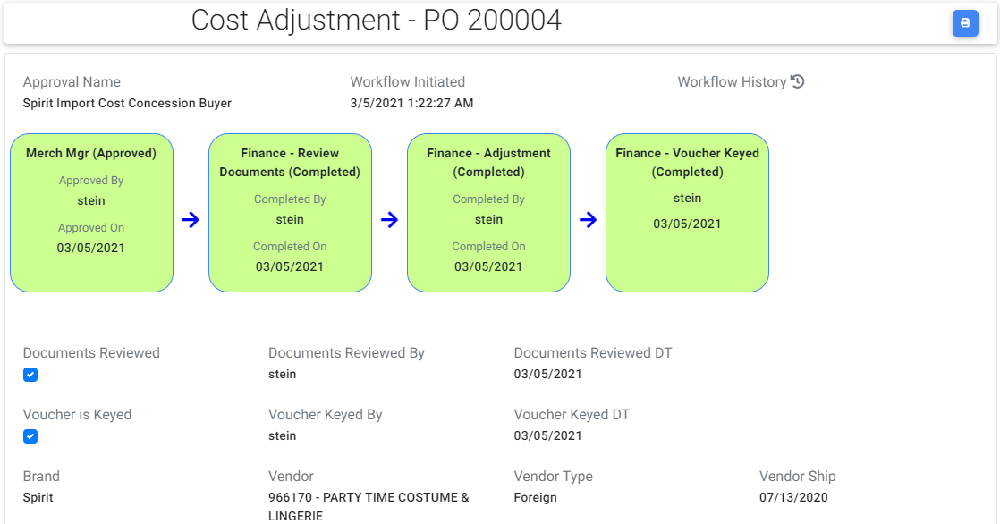 Cost Adjustment - PO 200004
Approval Name
Workflow Initiated
Workflow History
Spirit Import Cost Concession Buyer
3/5/2021 1:22:27 AM
Merch Mgr (Approved)
Approved By
stein
Approved On
03/05/2021
Finance - Review
Documents (Completed)
Completed By
stein
Completed On
03/05/2021
Finance - Adjustment
(Completed)
Completed By
stein
Completed On
03/05/2021
Finance - Voucher Keyed
(Completed)
stein
03/05/2021
Documents Reviewed
Documents Reviewed By
Documents Reviewed DT
stein
03/05/2021
Voucher is Keyed
Voucher Keyed By
Voucher Keyed DT
stein
03/05/2021
Brand
Vendor
Vendor Type
Vendor Ship
Spirit
966170 - PARTY TIME COSTUME &
LINGERIE
Foreign
07/13/2020